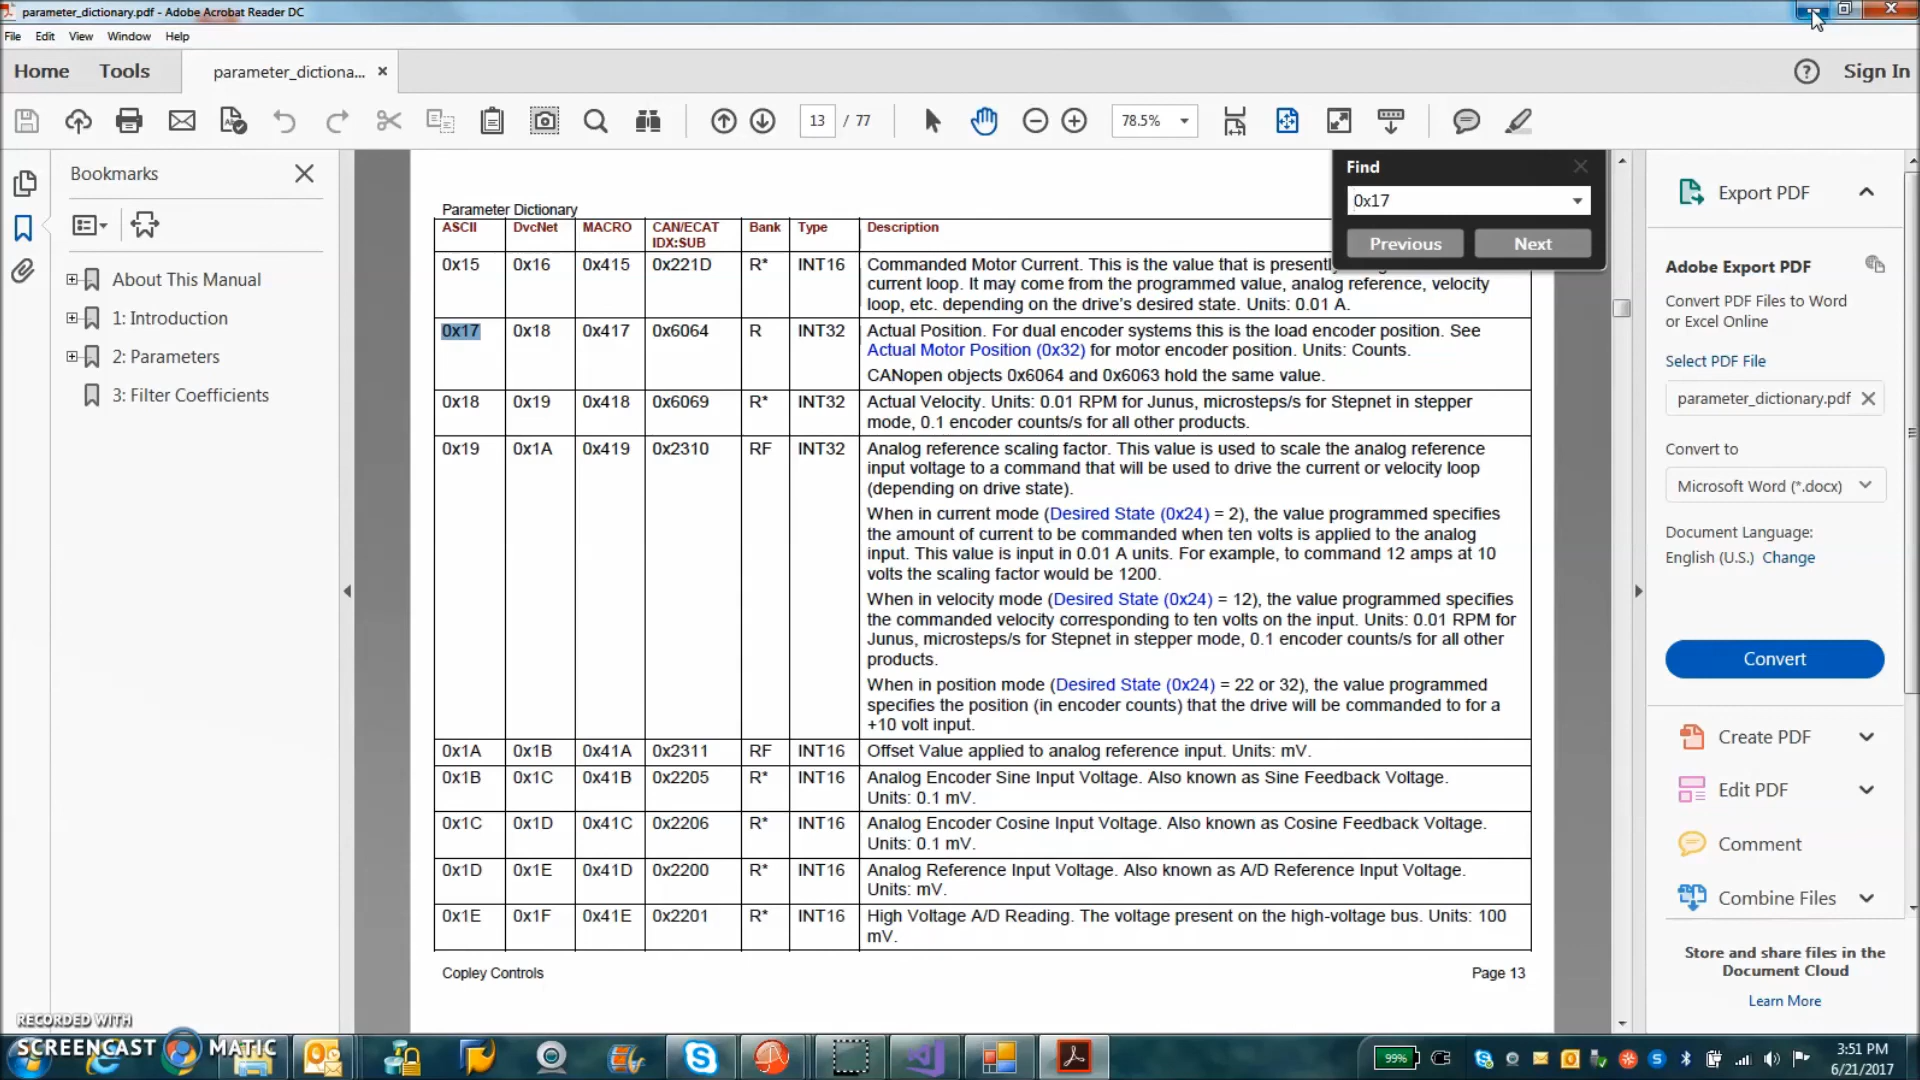 parameter_dictionary.pdf - Adobe Acrobat Reader DC
File Edit View Window Help
Home Tools parameter_dictiona... Sign In
13 / 77 78.5%
Bookmarks
About This Manual
1: Introduction
2: Parameters
3: Filter Coefficients
Find
0x17
Previous Next
Parameter Dictionary
ASCII DvcNet MACRO CAN/ECAT IDX:SUB Bank Type Description
0x15 0x16 0x415 0x221D R* INT16 Commanded Motor Current. This is the value that is presently
current loop. It may come from the programmed value, analog reference, velocity
loop, etc. depending on the drive's desired state. Units: 0.01 A.
0x17 0x18 0x417 0x6064 R INT32 Actual Position. For dual encoder systems this is the load encoder position. See
Actual Motor Position (0x32) for motor encoder position. Units: Counts.
CANopen objects 0x6064 and 0x6063 hold the same value.
0x18 0x19 0x418 0x6069 R* INT32 Actual Velocity. Units: 0.01 RPM for Junus, microsteps/s for Stepnet in stepper
mode, 0.1 encoder counts/s for all other products.
0x19 0x1A 0x419 0x2310 RF INT32 Analog reference scaling factor. This value is used to scale the analog reference
input voltage to a command that will be used to drive the current or velocity loop
(depending on drive state).
When in current mode (Desired State (0x24) = 2), the value programmed specifies
the amount of current to be commanded when ten volts is applied to the analog
input. This value is input in 0.01 A units. For example, to command 12 amps at 10
volts the scaling factor would be 1200.
When in velocity mode (Desired State (0x24) = 12), the value programmed specifies
the commanded velocity corresponding to ten volts on the input. Units: 0.01 RPM for
Junus, microsteps/s for Stepnet in stepper mode, 0.1 encoder counts/s for all other
products.
When in position mode (Desired State (0x24) = 22 or 32), the value programmed
specifies the position (in encoder counts) that the drive will be commanded to for a
+10 volt input.
0x1A 0x1B 0x41A 0x2311 RF INT16 Offset Value applied to analog reference input. Units: mV.
0x1B 0x1C 0x41B 0x2205 R* INT16 Analog Encoder Sine Input Voltage. Also known as Sine Feedback Voltage.
Units: 0.1 mV.
0x1C 0x1D 0x41C 0x2206 R* INT16 Analog Encoder Cosine Input Voltage. Also known as Cosine Feedback Voltage.
Units: 0.1 mV.
0x1D 0x1E 0x41D 0x2200 R* INT16 Analog Reference Input Voltage. Also known as A/D Reference Input Voltage.
Units: mV.
0x1E 0x1F 0x41E 0x2201 R* INT16 High Voltage A/D Reading. The voltage present on the high-voltage bus. Units: 100
mV.
Copley Controls Page 13
Export PDF
Adobe Export PDF
Convert PDF Files to Word
or Excel Online
Select PDF File
parameter_dictionary.pdf
Convert to
Microsoft Word (*.docx)
Document Language:
English (U.S.) Change
Convert
Create PDF
Edit PDF
Comment
Combine Files
Store and share files in the
Document Cloud
Learn More
RECORDED WITH
SCREENCAST MATIC
99%
3:51 PM
6/21/2017